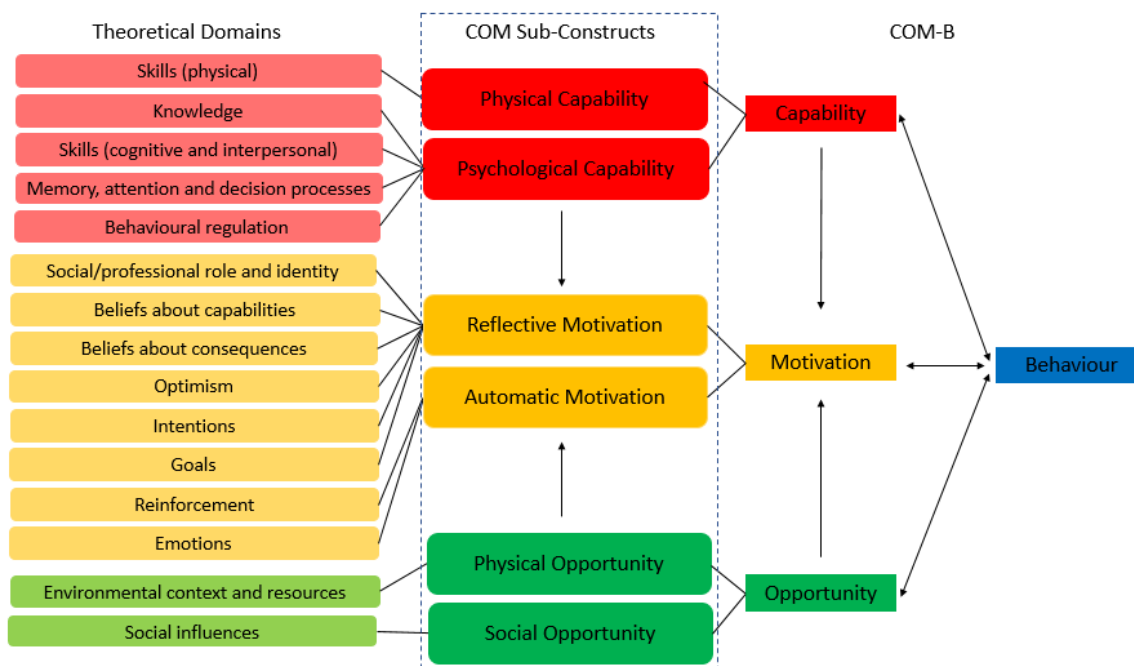 Theoretical Domains
COM Sub-Constructs
COM-B
Skills (physical)
Knowledge
Skills (cognitive and interpersonal)
Memory, attention and decision processes
Behavioural regulation
Social/professional role and identity
Beliefs about capabilities
Beliefs about consequences
Optimism
Intentions
Goals
Reinforcement
Emotions
Environmental context and resources
Social influences
Physical Capability
Psychological Capability
Reflective Motivation
Automatic Motivation
Physical Opportunity
Social Opportunity
Capability
Motivation
Opportunity
Behaviour